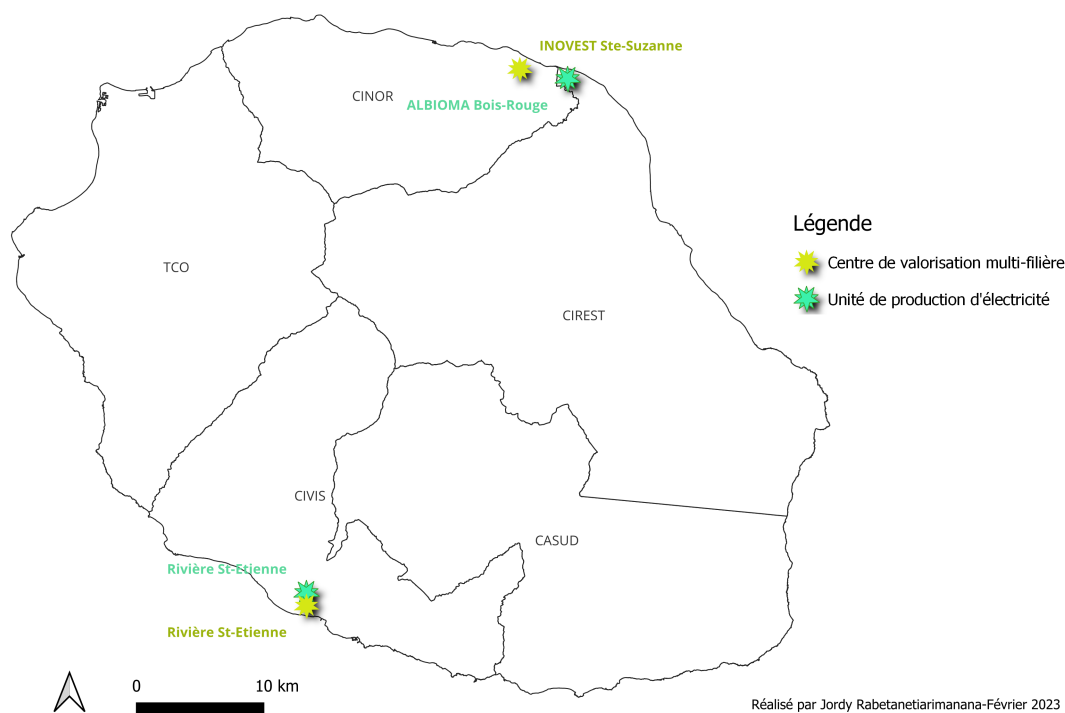 INOVEST Ste-Suzanne
CINOR
ALBIOMA Bois-Rouge
Légende
Centre de valorisation multi-filière
TCO
Unité de production d'électricité
CIREST
CIVIS
CASUD
Rivière St-Etienne
Rivière St-Etienne
0 10 km
Réalisé par Jordy Rabetanetiarimanana-Février 2023